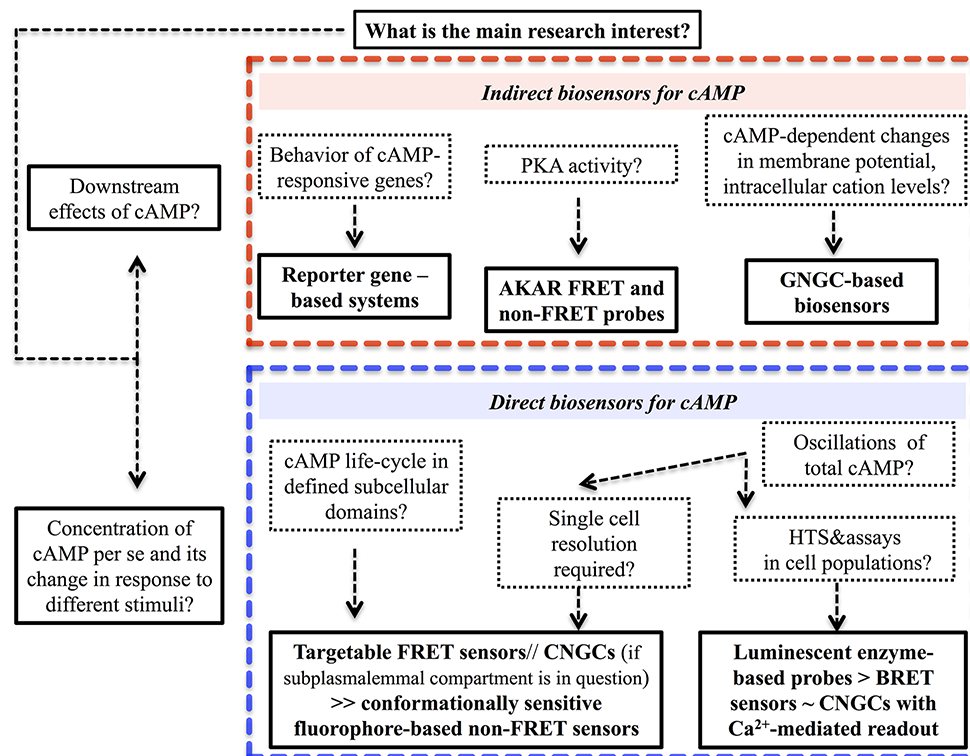 What is the main research interest?
Indirect biosensors for cAMP
Behavior of cAMP-
responsive genes?
PKA activity?
cAMP-dependent changes
in membrane potential,
intracellular cation levels?
Downstream
effects of cAMP?
Reporter gene –
based systems
AKAR FRET and
non-FRET probes
GNGC-based
biosensors
Direct biosensors for cAMP
cAMP life-cycle in
defined subcellular
domains?
Oscillations of
total cAMP?
Single cell
resolution
required?
HTS&assays
in cell populations?
Concentration of
cAMP per se and its
change in response to
different stimuli?
Targetable FRET sensors// CNGCs (if
subplasmalemmal compartment is in question)
>> conformationally sensitive
fluorophore-based non-FRET sensors
Luminescent enzyme-
based probes > BRET
sensors ~ CNGCs with
Ca²⁺-mediated readout